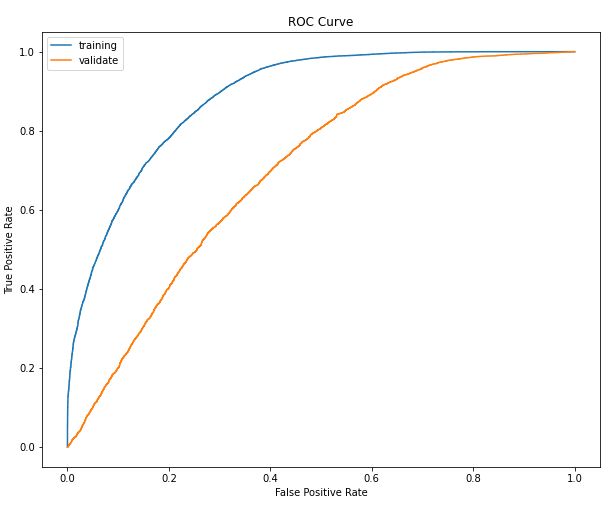 ROC Curve
training
validate
True Positive Rate
1.0
0.8
0.6
0.4
0.2
0.0
0.0 0.2 0.4 0.6 0.8 1.0
False Positive Rate